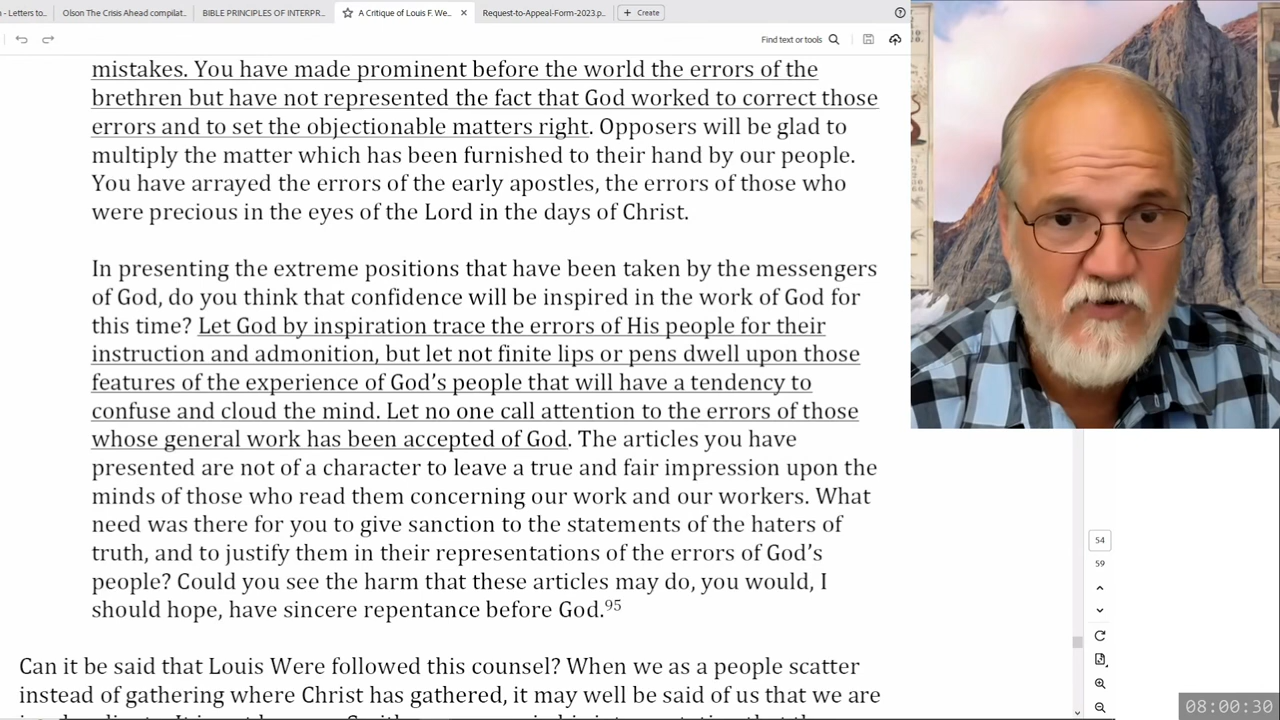 - Letters to...
Olson The Crisis Ahead compilat...
BIBLE PRINCIPLES OF INTERPR...
A Critique of Louis F. We...
Request-to-Appeal-Form-2023.p...
+ Create
Find text or tools
mistakes. You have made prominent before the world the errors of the
brethren but have not represented the fact that God worked to correct those
errors and to set the objectionable matters right. Opposers will be glad to
multiply the matter which has been furnished to their hand by our people.
You have arrayed the errors of the early apostles, the errors of those who
were precious in the eyes of the Lord in the days of Christ.
In presenting the extreme positions that have been taken by the messengers
of God, do you think that confidence will be inspired in the work of God for
this time? Let God by inspiration trace the errors of His people for their
instruction and admonition, but let not finite lips or pens dwell upon those
features of the experience of God’s people that will have a tendency to
confuse and cloud the mind. Let no one call attention to the errors of those
whose general work has been accepted of God. The articles you have
presented are not of a character to leave a true and fair impression upon the
minds of those who read them concerning our work and our workers. What
need was there for you to give sanction to the statements of the haters of
truth, and to justify them in their representations of the errors of God’s
people? Could you see the harm that these articles may do, you would, I
should hope, have sincere repentance before God.95
Can it be said that Louis Were followed this counsel? When we as a people scatter
instead of gathering where Christ has gathered, it may well be said of us that we are
54
59
08:00:30